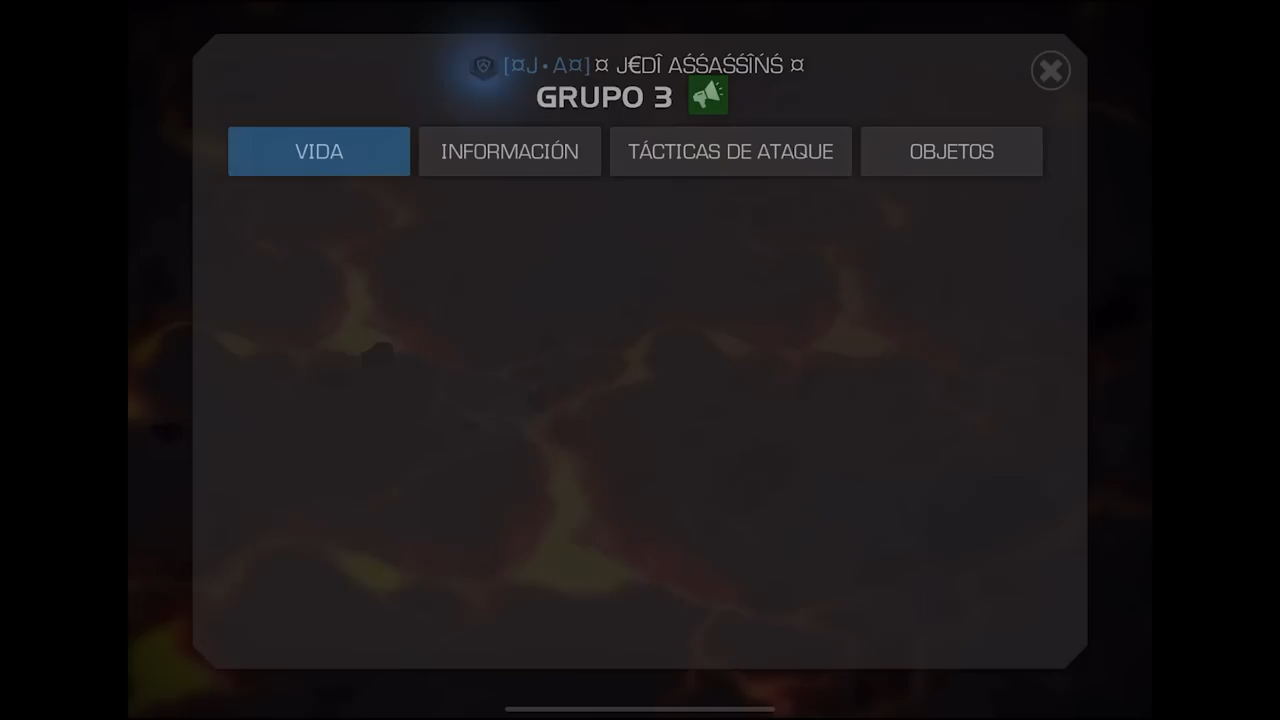 [¤J•A¤] ¤ J€DÎ AŚŚAŚŚÎŃŚ ¤
GRUPO 3
VIDA
INFORMACIÓN
TÁCTICAS DE ATAQUE
OBJETOS